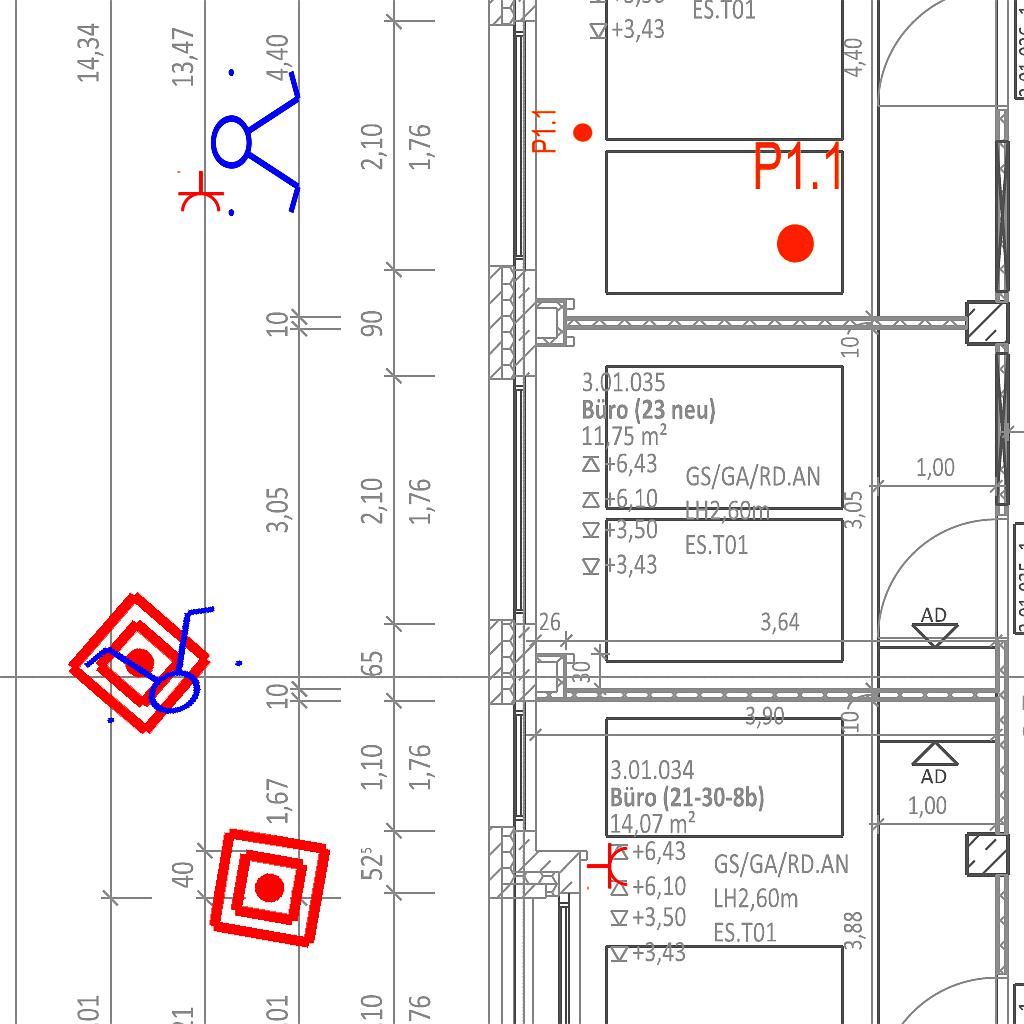 14,34
13,47
4,40
2,10
1,76
10
90
3,05
2,10
1,76
65
10
1,10
1,76
1,67
40
52⁵
01
21
01
10
76
ES.T01
+3,43
4,40
P1.1
P1.1
10
3.01.035
Büro (23 neu)
11,75 m²
+6,43
+6,10
+3,50
+3,43
GS/GA/RD.AN
LH2,60m
ES.T01
3,05
1,00
26
3,64
30
AD
3,90
10
AD
1,00
3.01.034
Büro (21-30-8b)
14,07 m²
+6,43
+6,10
+3,50
+3,43
GS/GA/RD.AN
LH2,60m
ES.T01
3,88